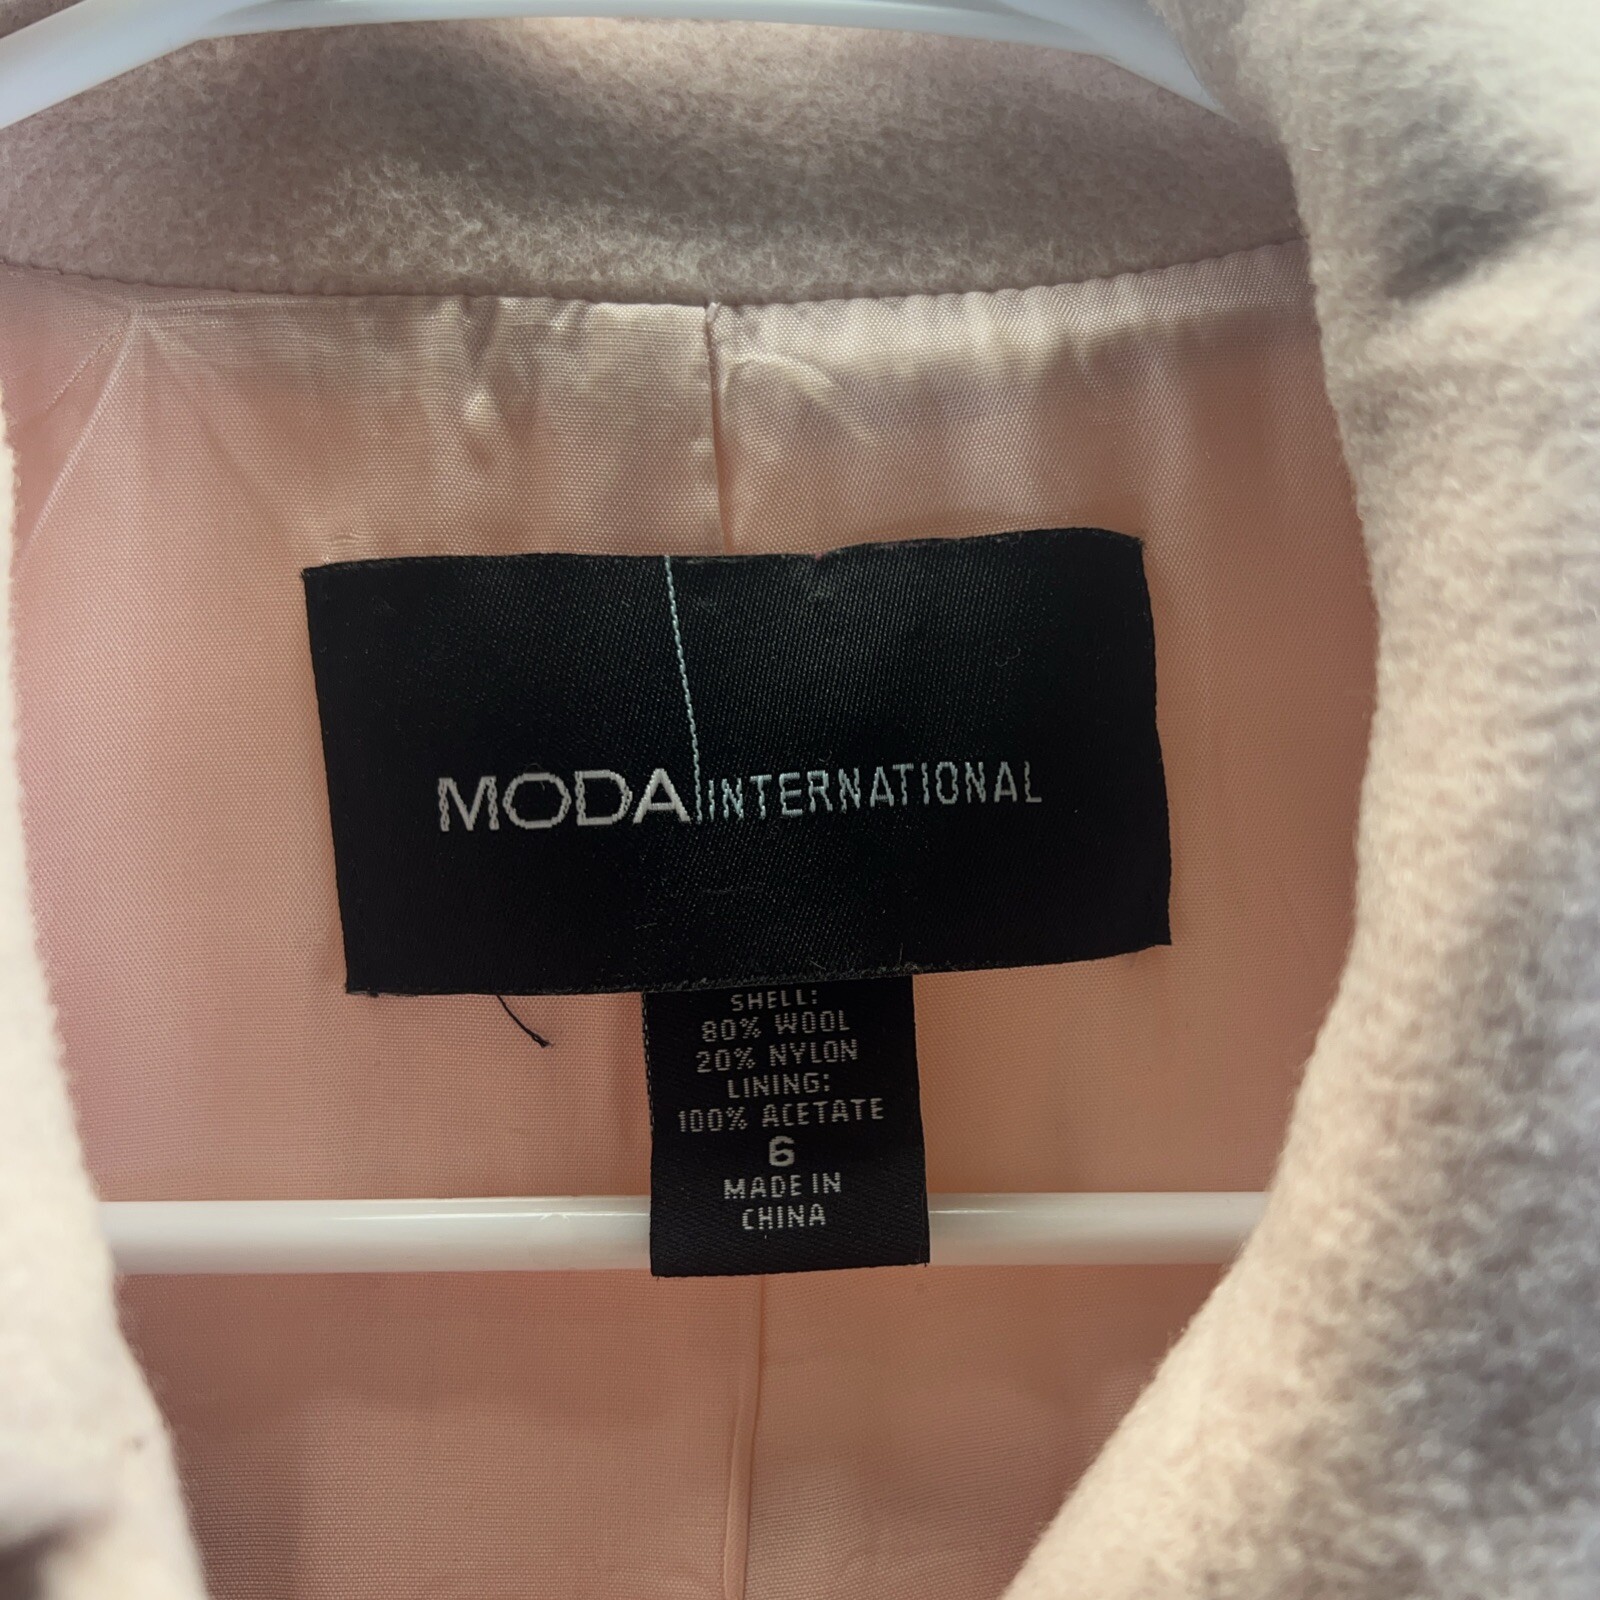 MODA INTERNATIONAL
SHELL:
80% WOOL
20% NYLON
LINING:
100% ACETATE
6
MADE IN
CHINA